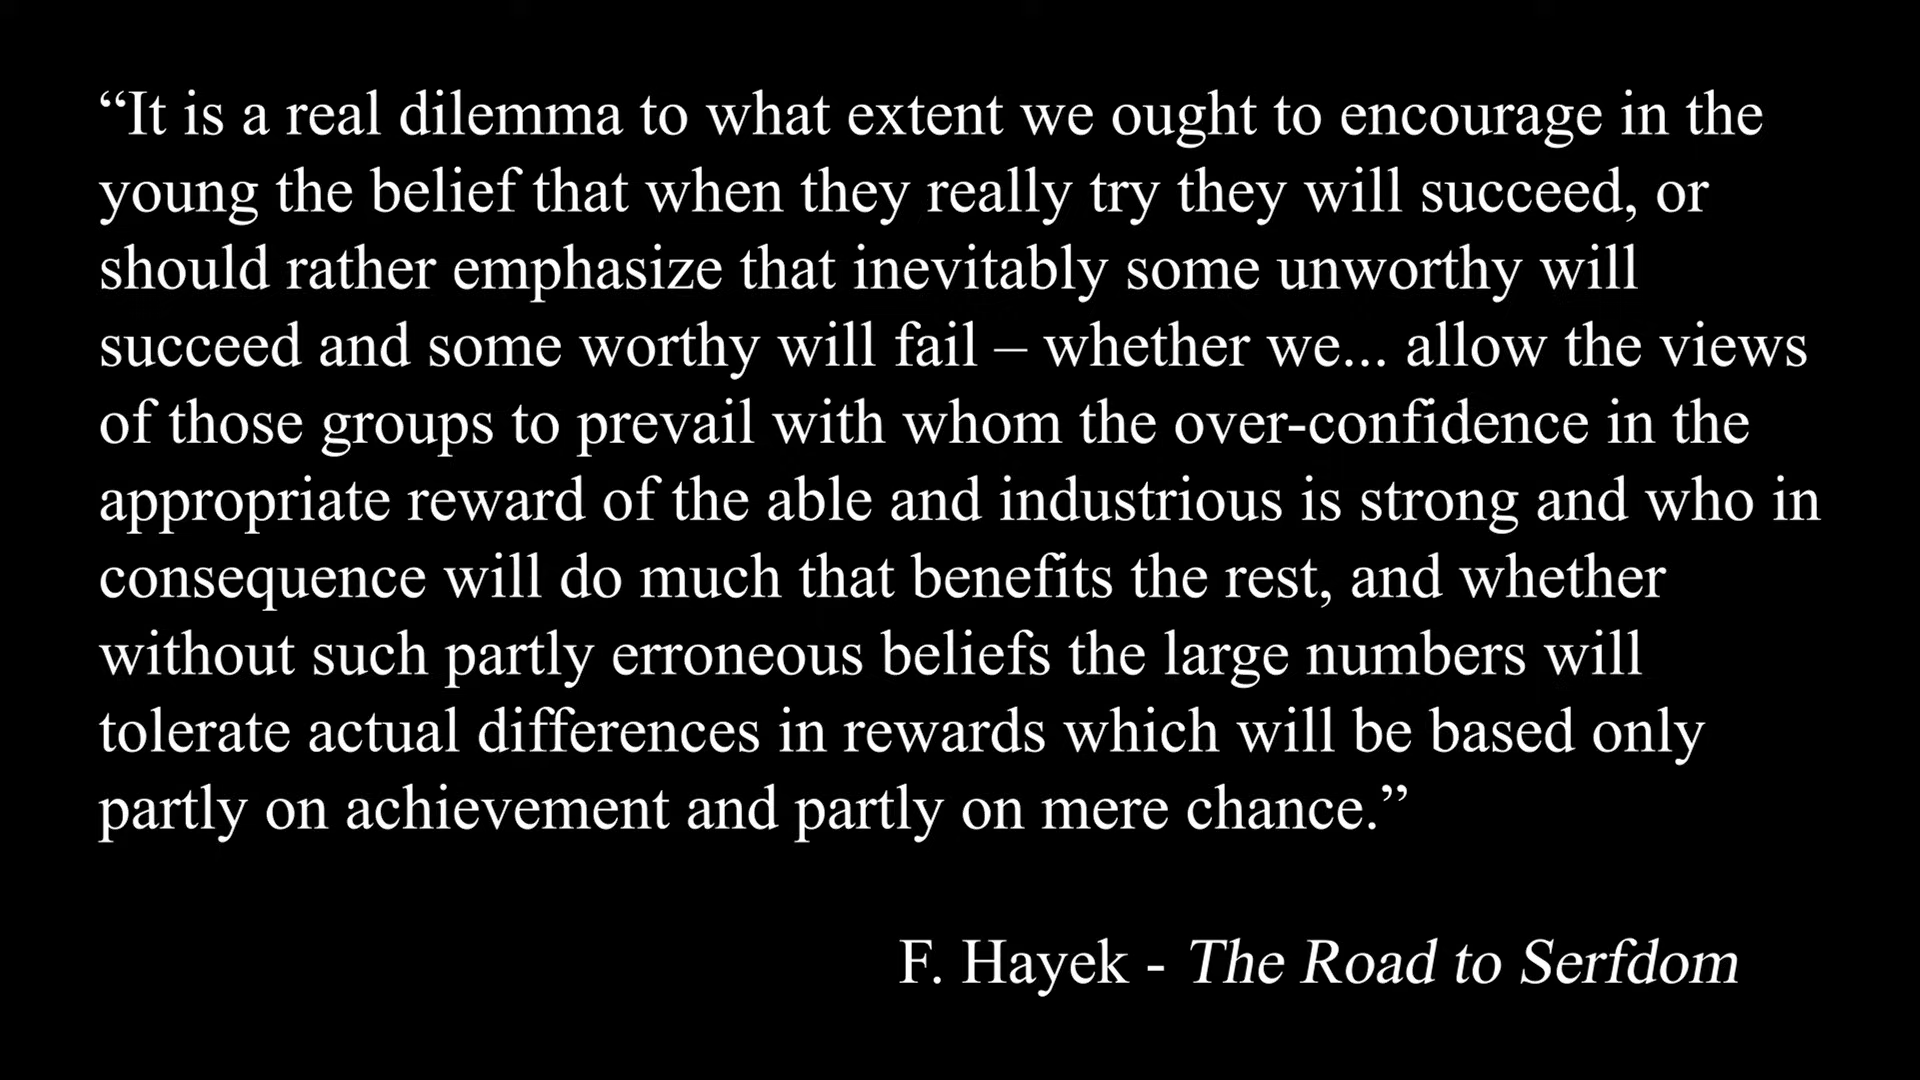 “It is a real dilemma to what extent we ought to encourage in the
young the belief that when they really try they will succeed, or
should rather emphasize that inevitably some unworthy will
succeed and some worthy will fail – whether we... allow the views
of those groups to prevail with whom the over-confidence in the
appropriate reward of the able and industrious is strong and who in
consequence will do much that benefits the rest, and whether
without such partly erroneous beliefs the large numbers will
tolerate actual differences in rewards which will be based only
partly on achievement and partly on mere chance.”
F. Hayek - The Road to Serfdom